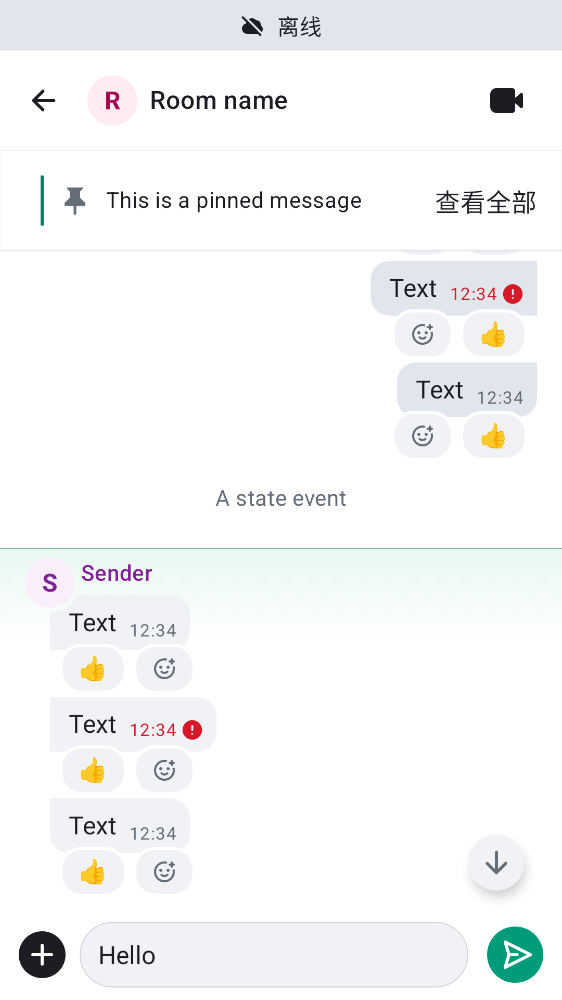 离线
R Room name
This is a pinned message 查看全部
Text 12:34
Text 12:34
A state event
S Sender
Text 12:34
Text 12:34
Text 12:34
Hello